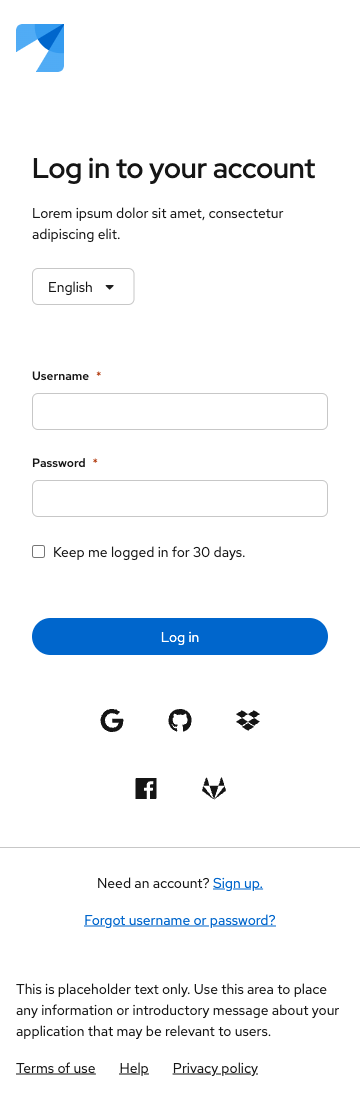 Log in to your account
Lorem ipsum dolor sit amet, consectetur
adipiscing elit.
English
Username *
Password *
Keep me logged in for 30 days.
Log in
Need an account? Sign up.
Forgot username or password?
This is placeholder text only. Use this area to place
any information or introductory message about your
application that may be relevant to users.
Terms of use Help Privacy policy